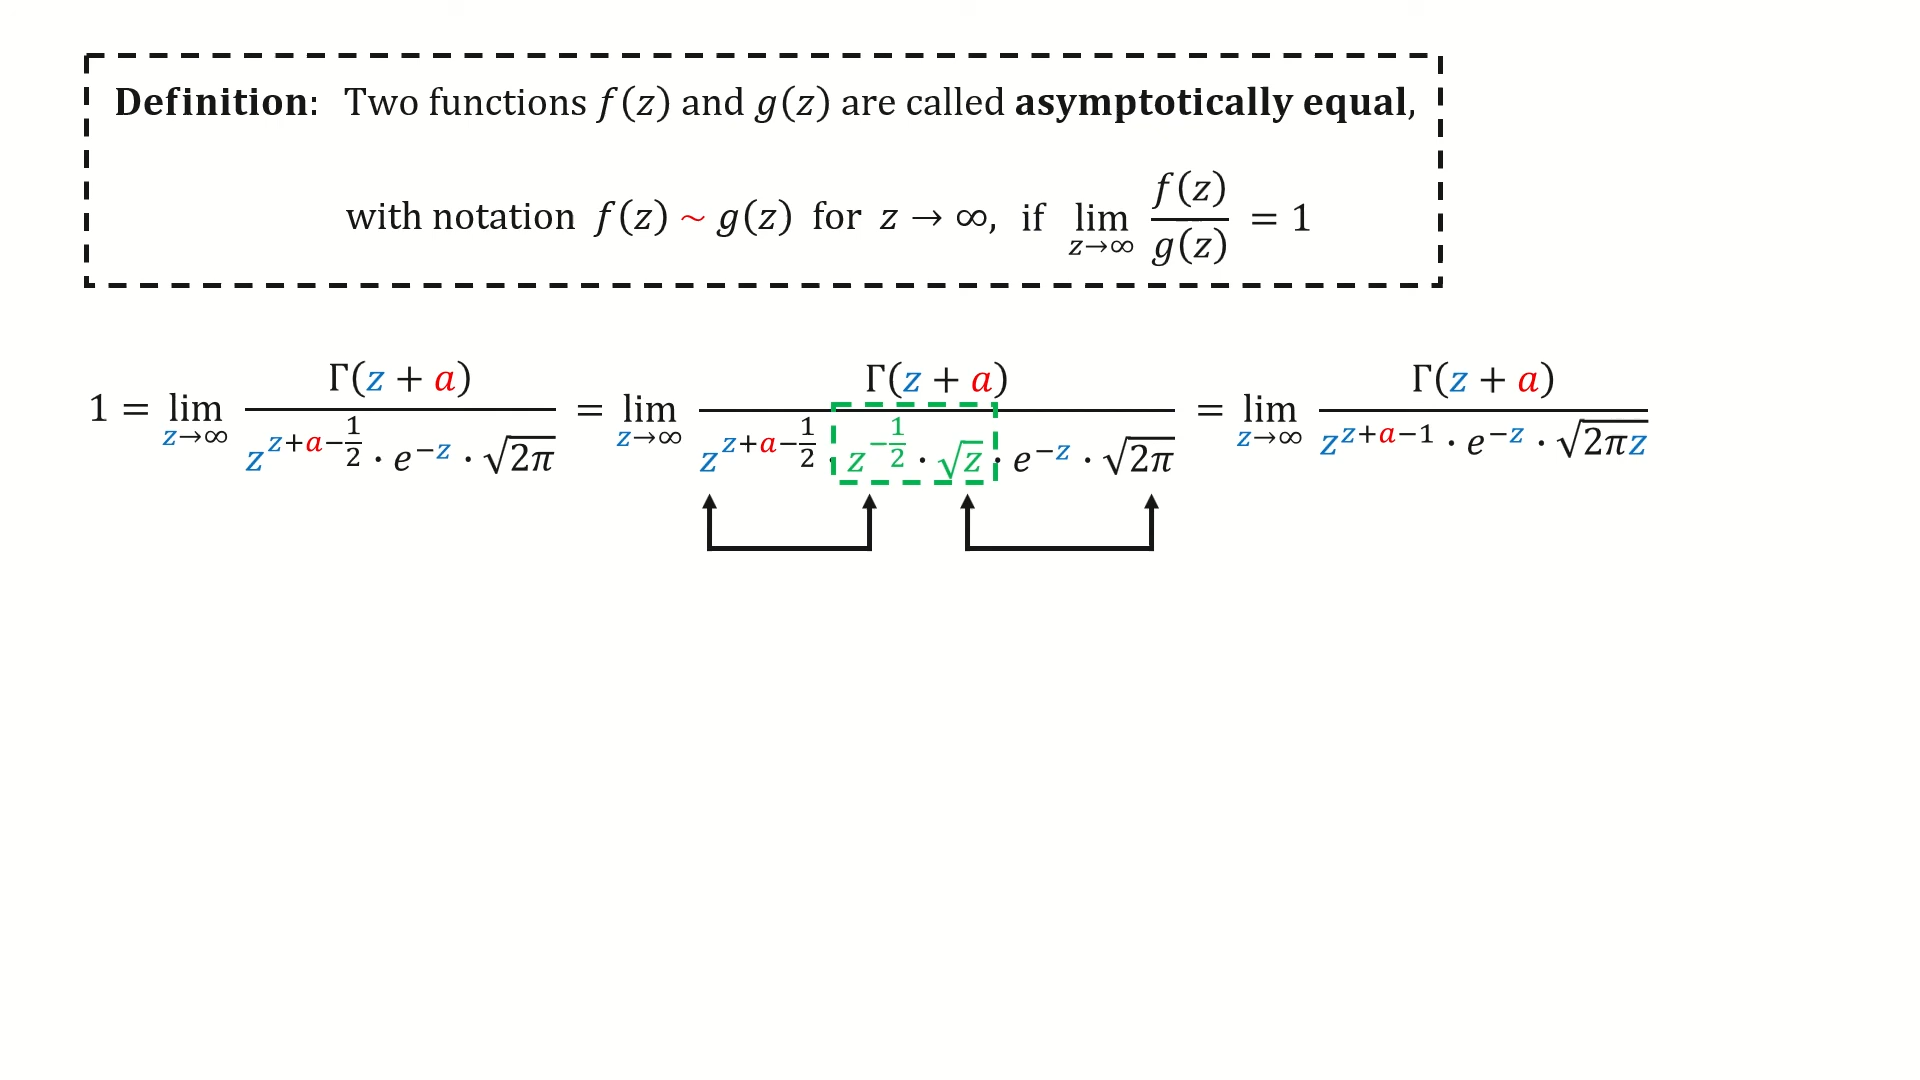 Definition: Two functions f(z) and g(z) are called asymptotically equal,
with notation f(z) ~ g(z) for z → ∞, if lim_{z→∞} f(z)/g(z) = 1
1 = lim_{z→∞} Γ(z + a) / (z^{z+a−1/2} · e^{−z} · √(2π)) = lim_{z→∞} Γ(z + a) / (z^{z+a−1/2} · z^{−1/2} · √z · e^{−z} · √(2π)) = lim_{z→∞} Γ(z + a) / (z^{z+a−1} · e^{−z} · √(2πz))